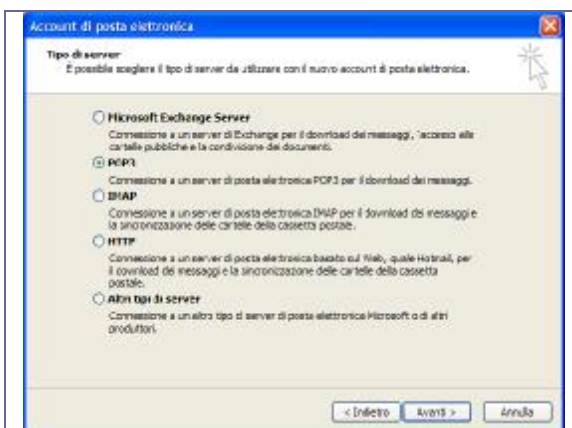 Account di posta elettronica
Tipo di server
È possibile scegliere il tipo di server da utilizzare con il nuovo account di posta elettronica.
Microsoft Exchange Server
Connessione a un server di Exchange per il download dei messaggi, l'accesso alle
cartelle pubbliche e la condivisione dei documenti.
POP3
Connessione a un server di posta elettronica POP3 per il download dei messaggi.
IMAP
Connessione a un server di posta elettronica IMAP per il download dei messaggi e
la sincronizzazione delle cartelle della cassetta postale.
HTTP
Connessione a un server di posta elettronica basato sul Web, quale Hotmail, per
il download dei messaggi e la sincronizzazione delle cartelle della cassetta
postale.
Altri tipi di server
Connessione a un altro tipo di server di posta elettronica Microsoft o di altri
produttori.
< Indietro
Avanti >
Annulla